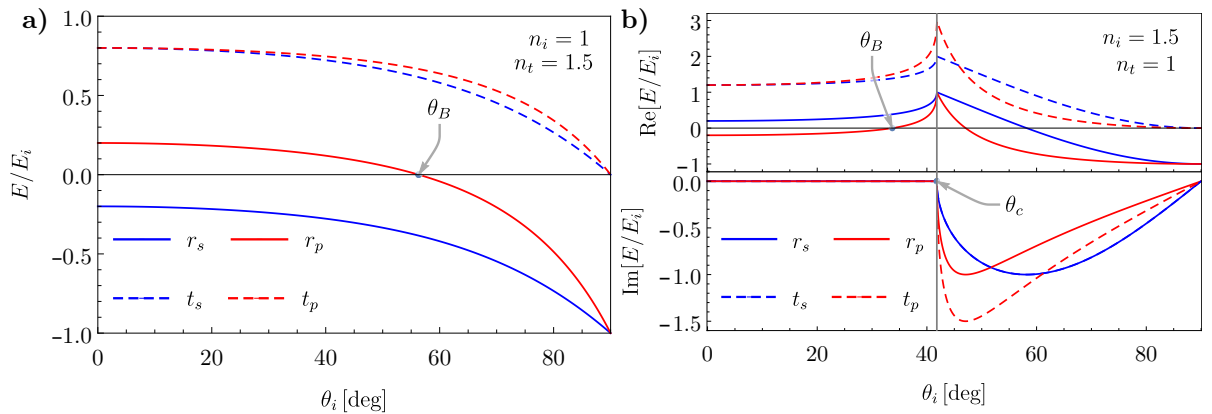 a)
1.0
0.5
0.0
-0.5
-1.0
E/E_i
n_i = 1
n_t = 1.5
θ_B
r_s
r_p
t_s
t_p
0
20
40
60
80
θ_i [deg]
b)
3
2
1
0
-1
Re[E/E_i]
n_i = 1.5
n_t = 1
θ_B
0.0
-0.5
-1.0
-1.5
Im[E/E_i]
θ_c
r_s
r_p
t_s
t_p
0
20
40
60
80
θ_i [deg]